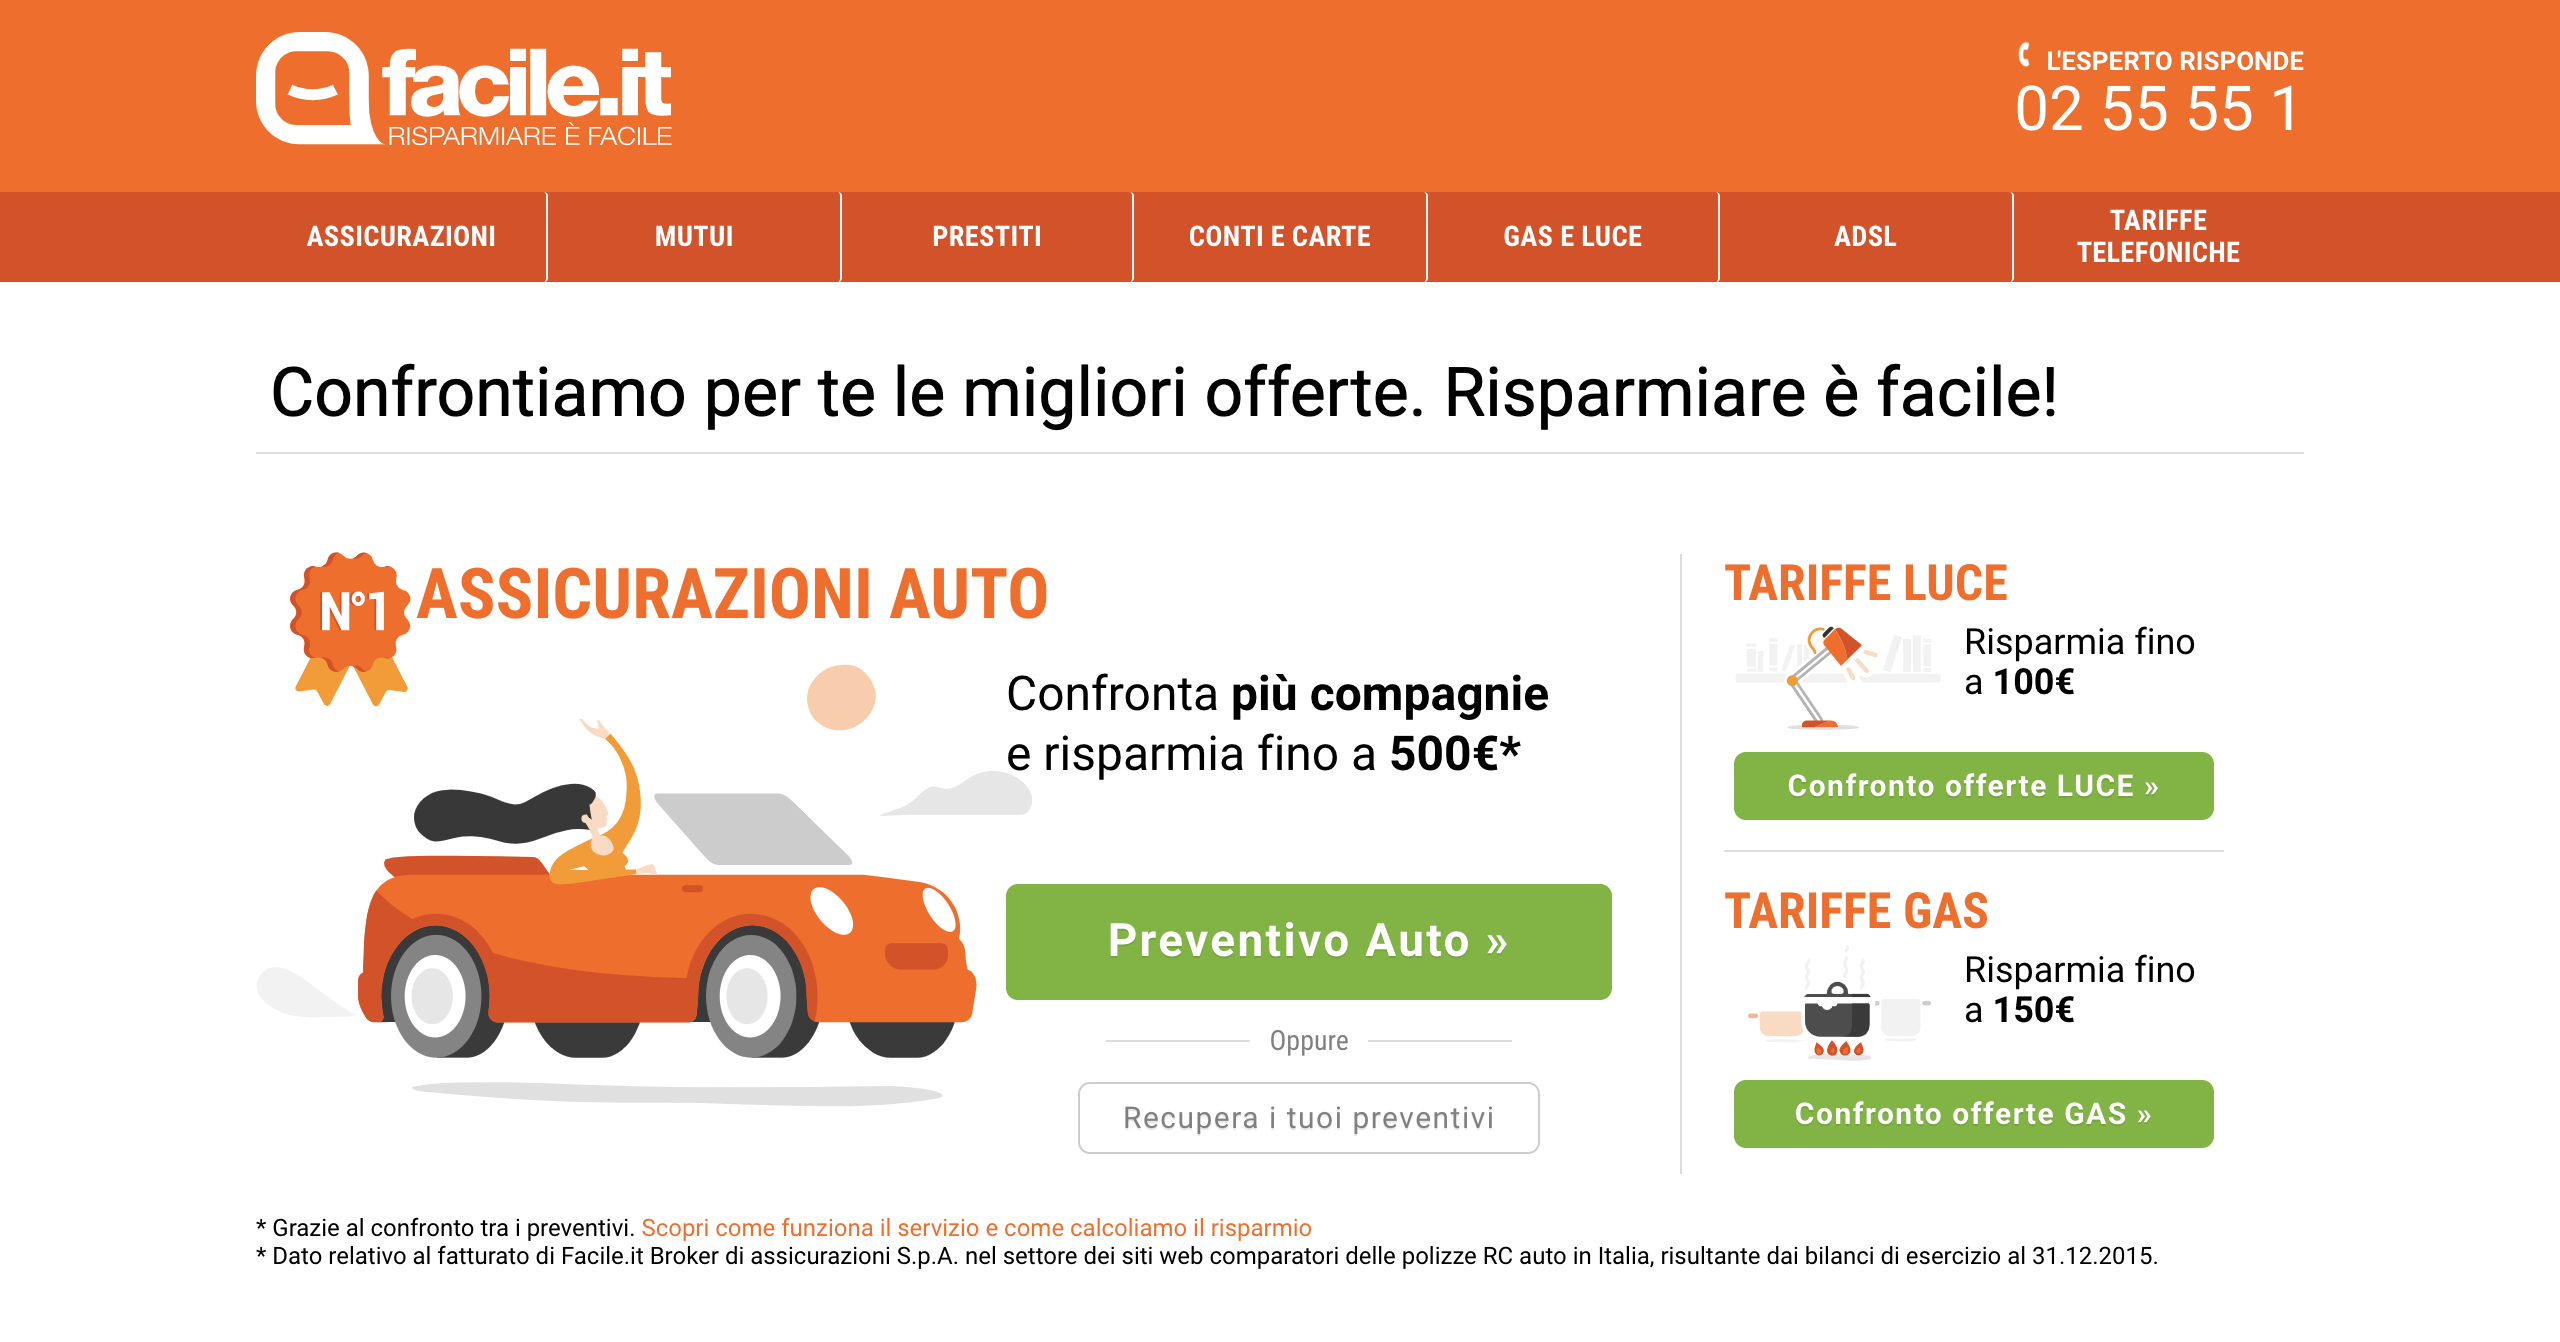 facile.it
RISPARMIARE È FACILE
L'ESPERTO RISPONDE
02 55 55 1
ASSICURAZIONI
MUTUI
PRESTITI
CONTI E CARTE
GAS E LUCE
ADSL
TARIFFE
TELEFONICHE
Confrontiamo per te le migliori offerte. Risparmiare è facile!
N°1
ASSICURAZIONI AUTO
Confronta più compagnie
e risparmia fino a 500€*
Preventivo Auto »
Oppure
Recupera i tuoi preventivi
TARIFFE LUCE
Risparmia fino
a 100€
Confronto offerte LUCE »
TARIFFE GAS
Risparmia fino
a 150€
Confronto offerte GAS »
* Grazie al confronto tra i preventivi. Scopri come funziona il servizio e come calcoliamo il risparmio
* Dato relativo al fatturato di Facile.it Broker di assicurazioni S.p.A. nel settore dei siti web comparatori delle polizze RC auto in Italia, risultante dai bilanci di esercizio al 31.12.2015.